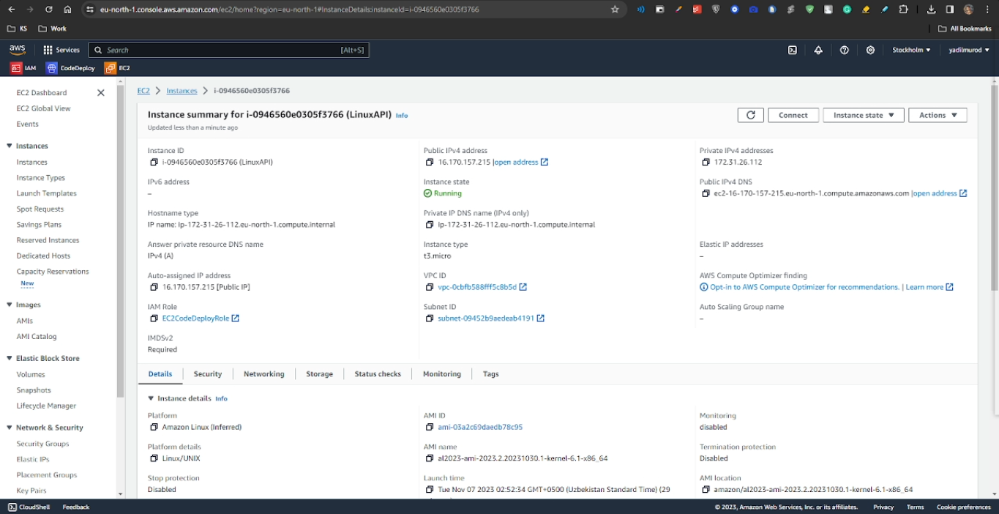 eu-north-1.console.aws.amazon.com/ec2/home?region=eu-north-1#InstanceDetails:instanceId=i-0946560e0305f3766
KS Work All Bookmarks
aws Services Search [Alt+S] Stockholm yadilmurod
IAM CodeDeploy EC2
EC2 Dashboard
EC2 Global View
Events
Instances
Instances
Instance Types
Launch Templates
Spot Requests
Savings Plans
Reserved Instances
Dedicated Hosts
Capacity Reservations
New
Images
AMIs
AMI Catalog
Elastic Block Store
Volumes
Snapshots
Lifecycle Manager
Network & Security
Security Groups
Elastic IPs
Placement Groups
Key Pairs
EC2 Instances i-0946560e0305f3766
Instance summary for i-0946560e0305f3766 (LinuxAPI) Info
Updated less than a minute ago
Connect Instance state Actions
Instance ID
i-0946560e0305f3766 (LinuxAPI)
Public IPv4 address
16.170.157.215 |open address
Private IPv4 addresses
172.31.26.112
IPv6 address
–
Instance state
Running
Public IPv4 DNS
ec2-16-170-157-215.eu-north-1.compute.amazonaws.com |open address
Hostname type
IP name: ip-172-31-26-112.eu-north-1.compute.internal
Private IP DNS name (IPv4 only)
ip-172-31-26-112.eu-north-1.compute.internal
Answer private resource DNS name
IPv4 (A)
Instance type
t3.micro
Elastic IP addresses
–
Auto-assigned IP address
16.170.157.215 [Public IP]
VPC ID
vpc-0cbfb588fff5c8b5d
AWS Compute Optimizer finding
Opt-in to AWS Compute Optimizer for recommendations. | Learn more
IAM Role
EC2CodeDeployRole
Subnet ID
subnet-09452b9aedeab4191
Auto Scaling Group name
–
IMDSv2
Required
Details Security Networking Storage Status checks Monitoring Tags
Instance details Info
Platform
Amazon Linux (Inferred)
AMI ID
ami-03a2c69daedb78c95
Monitoring
disabled
Platform details
Linux/UNIX
AMI name
al2023-ami-2023.2.20231030.1-kernel-6.1-x86_64
Termination protection
Disabled
Stop protection
Disabled
Launch time
Tue Nov 07 2023 02:52:34 GMT+0500 (Uzbekistan Standard Time) (29
AMI location
amazon/al2023-ami-2023.2.20231030.1-kernel-6.1-x86_64
CloudShell Feedback © 2023, Amazon Web Services, Inc. or its affiliates. Privacy Terms Cookie preferences